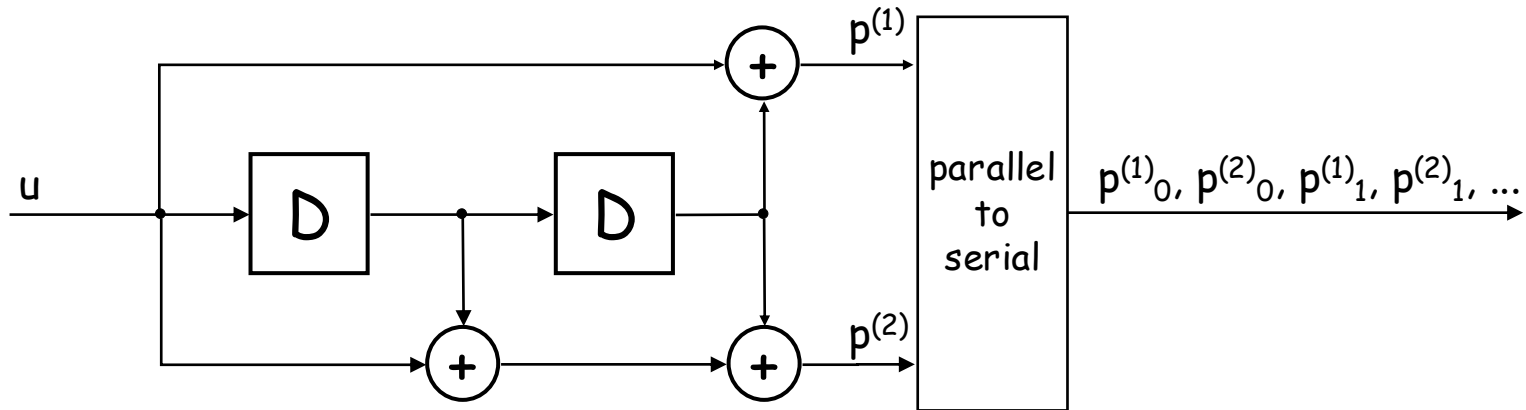 p⁽¹⁾
+
u
D
D
parallel
to
serial
p⁽¹⁾₀, p⁽²⁾₀, p⁽¹⁾₁, p⁽²⁾₁, ...
p⁽²⁾
+
+